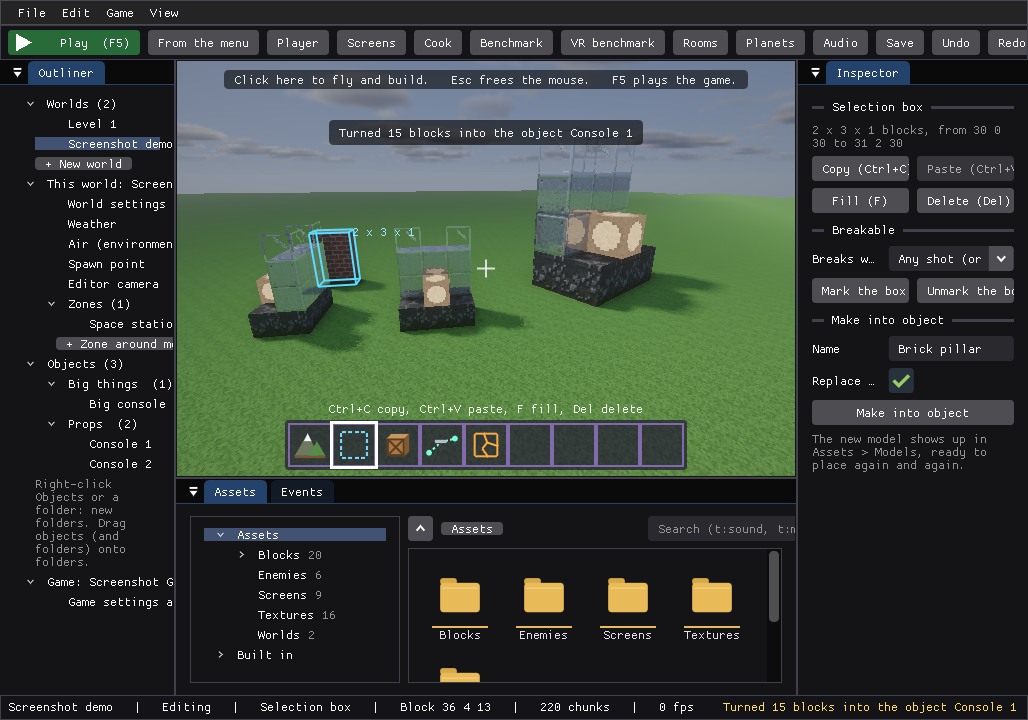 File Edit Game View
Play (F5) From the menu Player Screens Cook Benchmark VR benchmark Rooms Planets Audio Save Undo Redo
Outliner
Worlds (2)
Level 1
Screenshot demo
+ New world
This world: Screen
World settings
Weather
Air (environmen
Spawn point
Editor camera
Zones (1)
Space statio
+ Zone around m
Objects (3)
Big things (1)
Big console
Props (2)
Console 1
Console 2
Right-click
Objects or a
folder: new
folders. Drag
objects (and
folders) onto
folders.
Game: Screenshot G
Game settings a
Click here to fly and build. Esc frees the mouse. F5 plays the game.
Turned 15 blocks into the object Console 1
2 x 3 x 1
Ctrl+C copy, Ctrl+V paste, F fill, Del delete
Assets Events
Assets
Blocks 20
Enemies 6
Screens 9
Textures 16
Worlds 2
Built in
Assets
Search (t:sound, t:m
Blocks Enemies Screens Textures
Inspector
Selection box
2 x 3 x 1 blocks, from 30 0
30 to 31 2 30
Copy (Ctrl+C) Paste (Ctrl+V
Fill (F) Delete (Del)
Breakable
Breaks w… Any shot (or
Mark the box Unmark the bo
Make into object
Name Brick pillar
Replace …
Make into object
The new model shows up in
Assets > Models, ready to
place again and again.
Screenshot demo | Editing | Selection box | Block 36 4 13 | 220 chunks | 0 fps Turned 15 blocks into the object Console 1